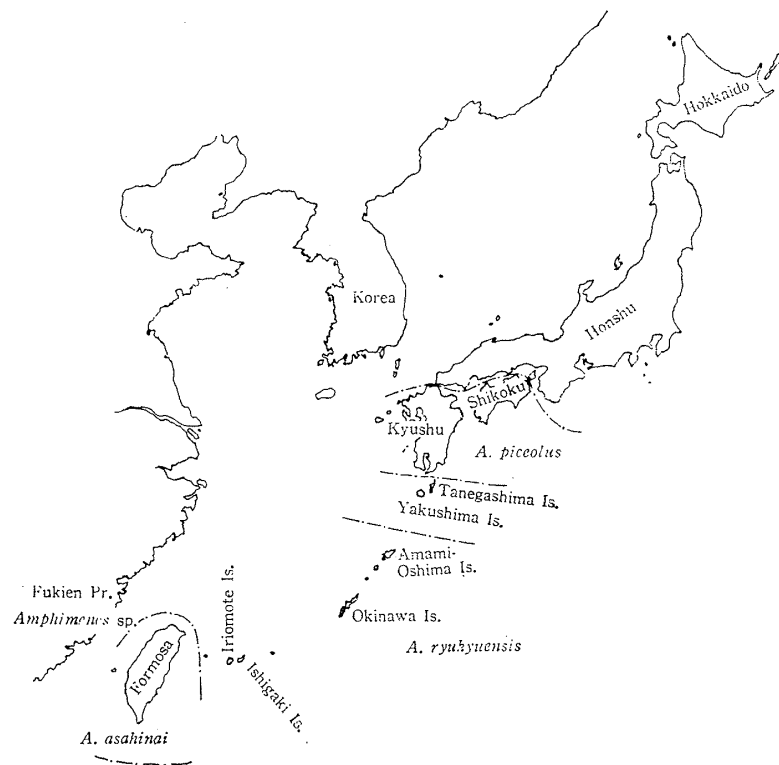 Hokkaido
Korea
Honshu
Shikoku
Kyushu
A. piceolus
Tanegashima Is.
Yakushima Is.
Amami-
Oshima Is.
Fukien Pr.
Iriomote Is.
Amphimenes sp.
Okinawa Is.
A. ryukyuensis
Formosa
Ishigaki Is.
A. asahinai